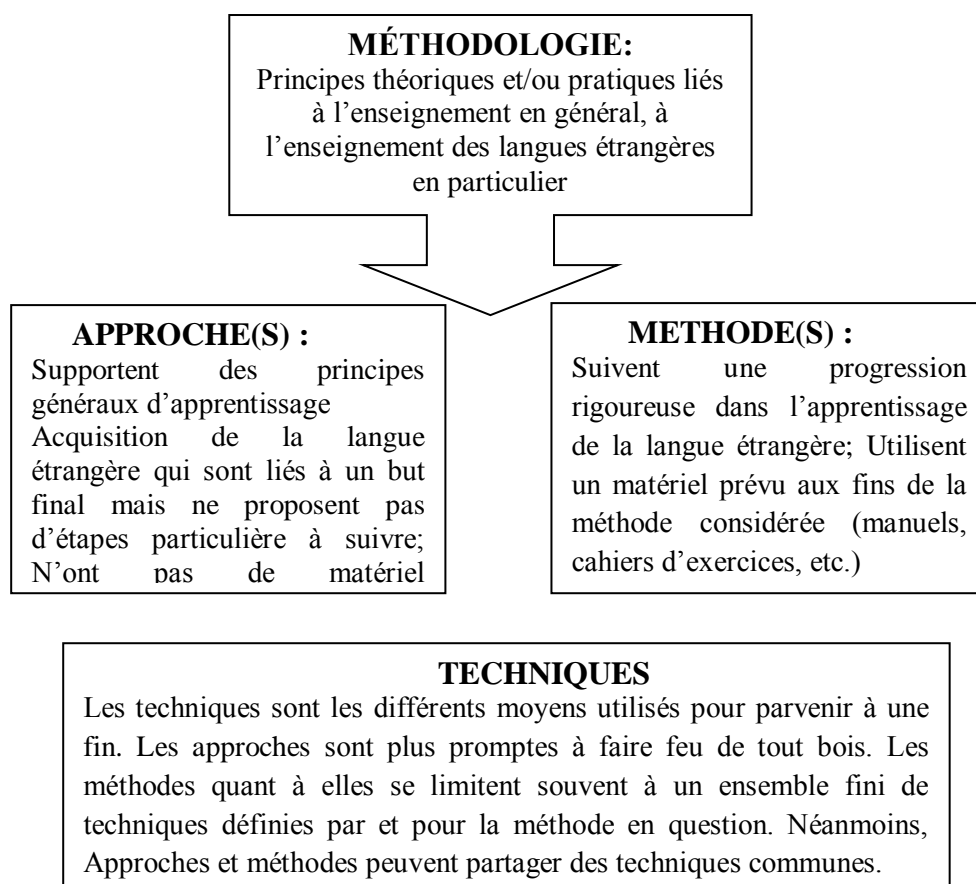 MÉTHODOLOGIE:
Principes théoriques et/ou pratiques liés
à l’enseignement en général, à
l’enseignement des langues étrangères
en particulier
APPROCHE(S) :
Supportent des principes
généraux d’apprentissage
Acquisition de la langue
étrangère qui sont liés à un but
final mais ne proposent pas
d’étapes particulière à suivre;
N’ont pas de matériel
METHODE(S) :
Suivent une progression
rigoureuse dans l’apprentissage
de la langue étrangère; Utilisent
un matériel prévu aux fins de la
méthode considérée (manuels,
cahiers d’exercices, etc.)
TECHNIQUES
Les techniques sont les différents moyens utilisés pour parvenir à une
fin. Les approches sont plus promptes à faire feu de tout bois. Les
méthodes quant à elles se limitent souvent à un ensemble fini de
techniques définies par et pour la méthode en question. Néanmoins,
Approches et méthodes peuvent partager des techniques communes.